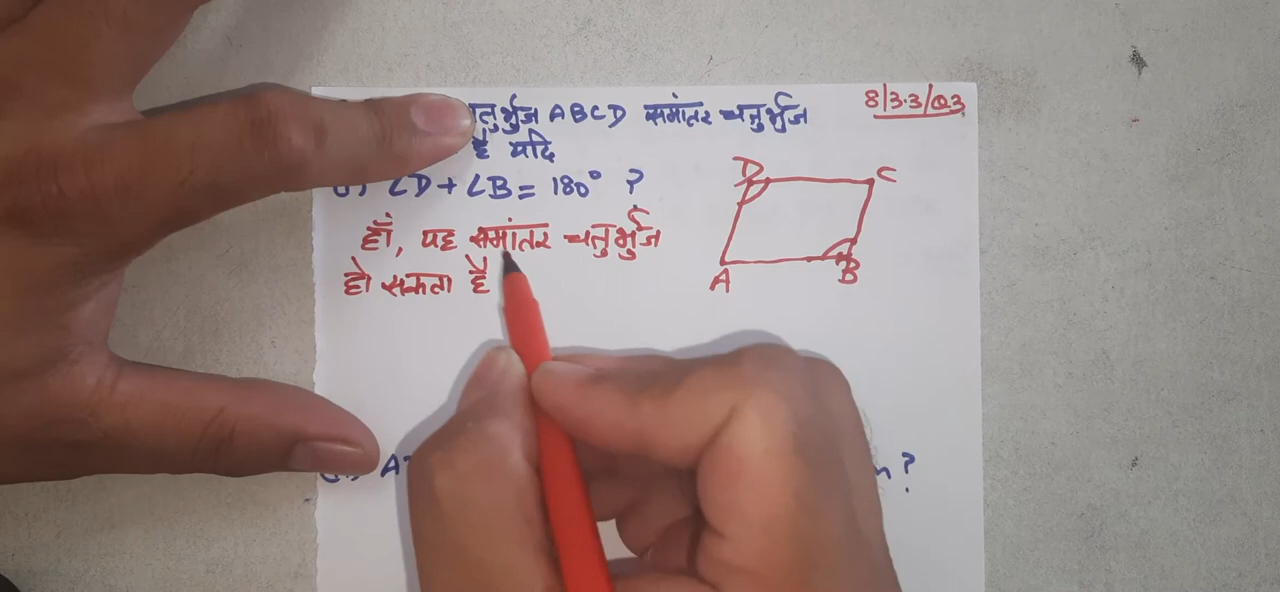 8/3.3/Q3
ABCD समांतर चतुर्भुज
है यदि
∠D + ∠B = 180° ?
हाँ, यह समांतर चतुर्भुज
हो सकता है
D C
A B